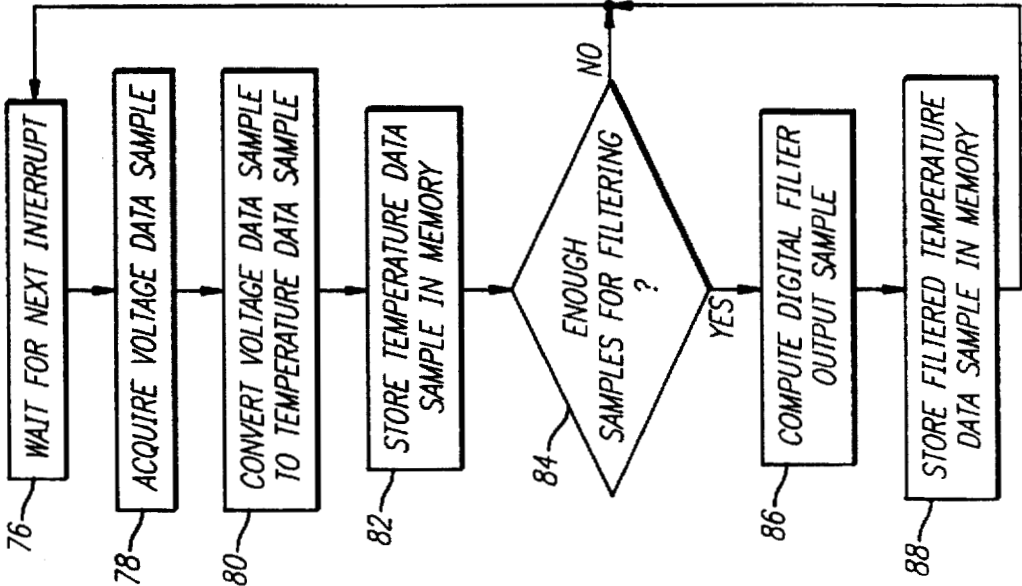 76
WAIT FOR NEXT INTERRUPT
78
ACQUIRE VOLTAGE DATA SAMPLE
80
CONVERT VOLTAGE DATA SAMPLE
TO TEMPERATURE DATA SAMPLE
82
STORE TEMPERATURE DATA
SAMPLE IN MEMORY
84
ENOUGH
SAMPLES FOR FILTERING
?
NO
YES
86
COMPUTE DIGITAL FILTER
OUTPUT SAMPLE
88
STORE FILTERED TEMPERATURE
DATA SAMPLE IN MEMORY